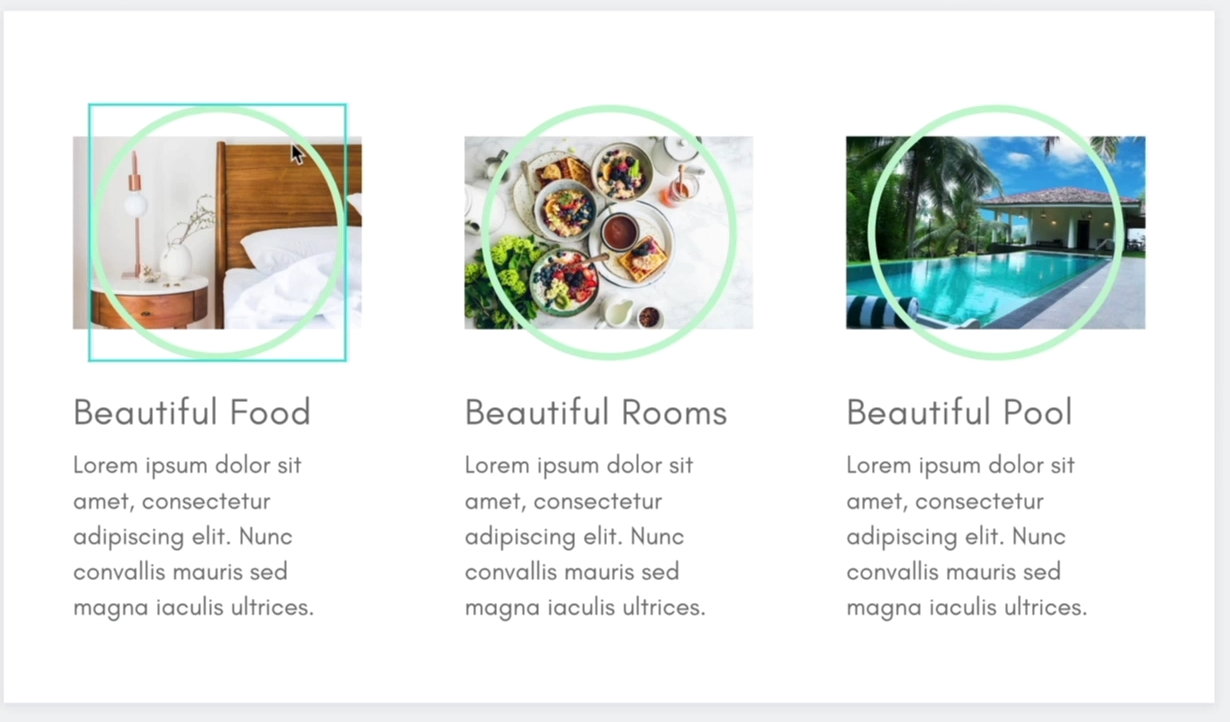 Beautiful Food
Lorem ipsum dolor sit
amet, consectetur
adipiscing elit. Nunc
convallis mauris sed
magna iaculis ultrices.
Beautiful Rooms
Lorem ipsum dolor sit
amet, consectetur
adipiscing elit. Nunc
convallis mauris sed
magna iaculis ultrices.
Beautiful Pool
Lorem ipsum dolor sit
amet, consectetur
adipiscing elit. Nunc
convallis mauris sed
magna iaculis ultrices.